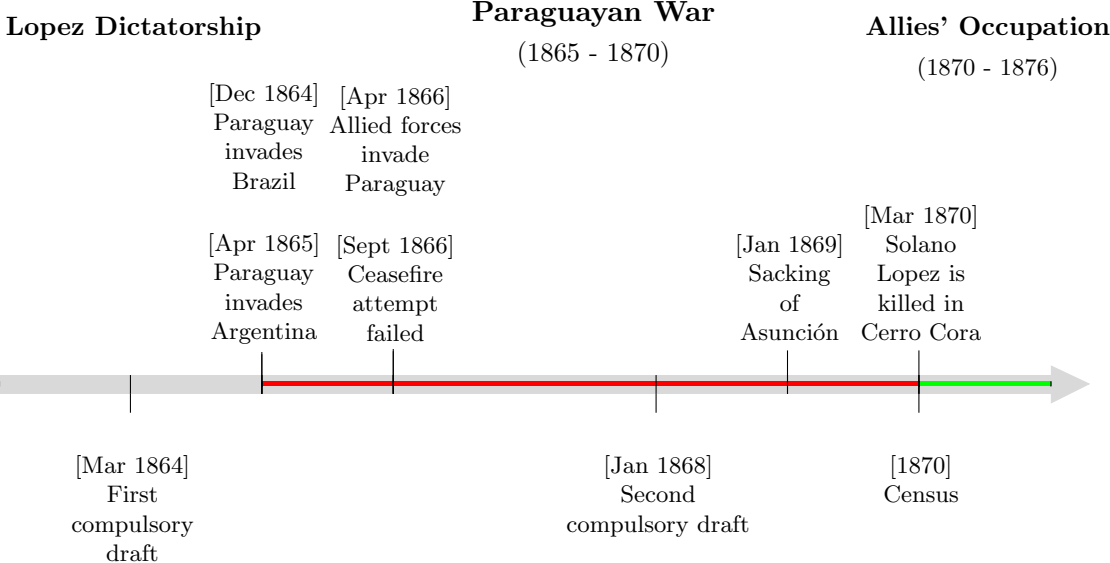 Lopez Dictatorship
Paraguayan War
(1865 - 1870)
Allies' Occupation
(1870 - 1876)
[Dec 1864]
Paraguay
invades
Brazil
[Apr 1866]
Allied forces
invade
Paraguay
[Apr 1865]
Paraguay
invades
Argentina
[Sept 1866]
Ceasefire
attempt
failed
[Jan 1869]
Sacking
of
Asunción
[Mar 1870]
Solano
Lopez is
killed in
Cerro Cora
[Mar 1864]
First
compulsory
draft
[Jan 1868]
Second
compulsory draft
[1870]
Census